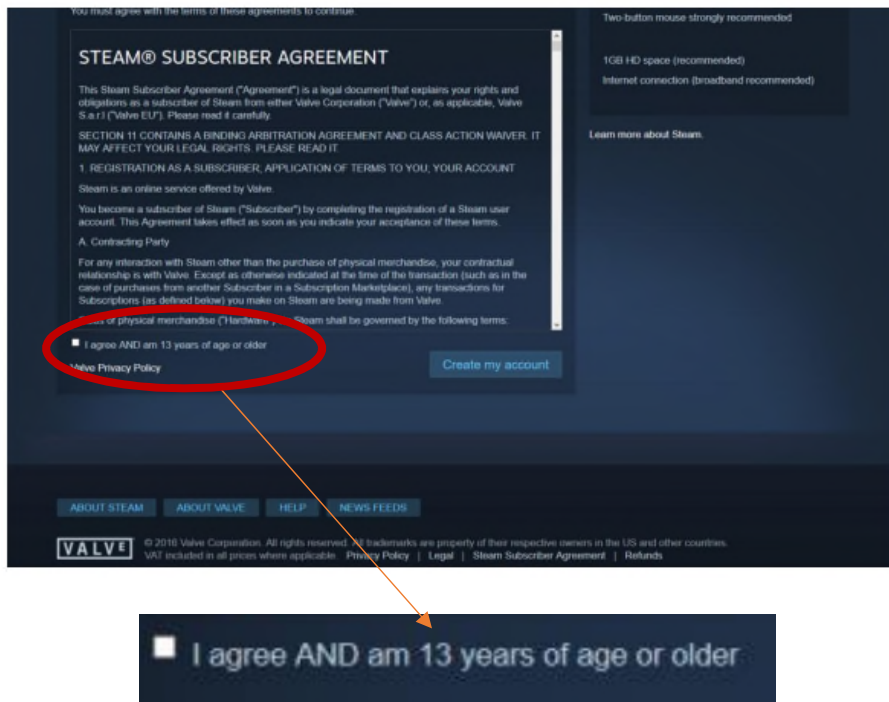 You must agree with the terms of these agreements to continue.
STEAM® SUBSCRIBER AGREEMENT
This Steam Subscriber Agreement ("Agreement") is a legal document that explains your rights and
obligations as a subscriber of Steam from either Valve Corporation ("Valve") or, as applicable, Valve
S.a.r.l ("Valve EU"). Please read it carefully.
SECTION 11 CONTAINS A BINDING ARBITRATION AGREEMENT AND CLASS ACTION WAIVER. IT
MAY AFFECT YOUR LEGAL RIGHTS. PLEASE READ IT.
1. REGISTRATION AS A SUBSCRIBER; APPLICATION OF TERMS TO YOU; YOUR ACCOUNT
Steam is an online service offered by Valve.
You become a subscriber of Steam ("Subscriber") by completing the registration of a Steam user
account. This Agreement takes effect as soon as you indicate your acceptance of these terms.
A. Contracting Party
For any interaction with Steam other than the purchase of physical merchandise, your contractual
relationship is with Valve. Except as otherwise indicated at the time of the transaction (such as in the
case of purchases from another Subscriber in a Subscription Marketplace), any transactions for
Subscriptions (as defined below) you make on Steam are being made from Valve.
of physical merchandise ("Hardware") Steam shall be governed by the following terms:
I agree AND am 13 years of age or older
Valve Privacy Policy
Create my account
Two-button mouse strongly recommended
1GB HD space (recommended)
Internet connection (broadband recommended)
Learn more about Steam.
ABOUT STEAM ABOUT VALVE HELP NEWS FEEDS
VALVE
© 2016 Valve Corporation. All rights reserved. All trademarks are property of their respective owners in the US and other countries.
VAT included in all prices where applicable. Privacy Policy | Legal | Steam Subscriber Agreement | Refunds
I agree AND am 13 years of age or older